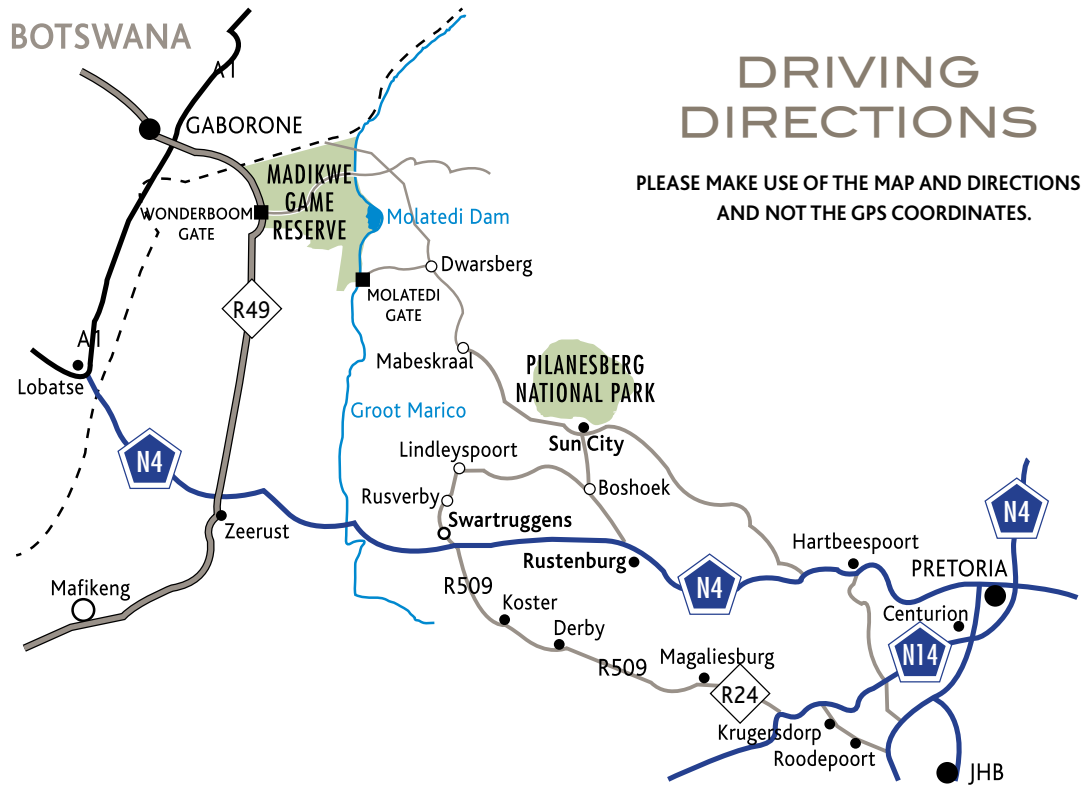 BOTSWANA
A1
DRIVING
DIRECTIONS
PLEASE MAKE USE OF THE MAP AND DIRECTIONS
AND NOT THE GPS COORDINATES.
GABORONE
MADIKWE
GAME
RESERVE
WONDERBOOM
GATE
Molatedi Dam
Dwarsberg
MOLATEDI
GATE
R49
A1
Lobatse
Mabeskraal
PILANESBERG
NATIONAL PARK
Groot Marico
Sun City
Lindleyspoort
N4
Rusverby
Boshoek
Swartruggens
Zeerust
N4
Rustenburg
Hartbeespoort
PRETORIA
Mafikeng
R509
N4
Koster
Centurion
Derby
N14
R509
Magaliesburg
R24
Krugersdorp
Roodepoort
JHB